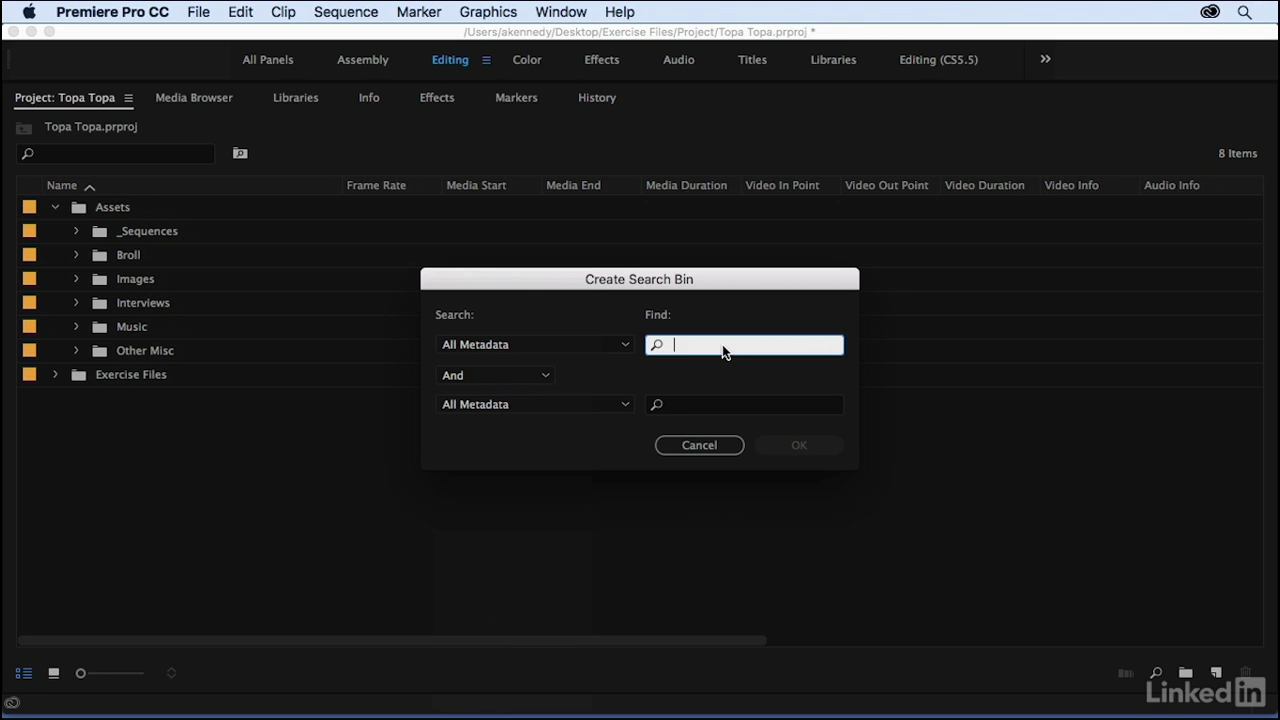 Premiere Pro CC File Edit Clip Sequence Marker Graphics Window Help
/Users/akennedy/Desktop/Exercise Files/Project/Topa Topa.prproj *
All Panels Assembly Editing Color Effects Audio Titles Libraries Editing (CS5.5)
Project: Topa Topa Media Browser Libraries Info Effects Markers History
Topa Topa.prproj
8 Items
Name Frame Rate Media Start Media End Media Duration Video In Point Video Out Point Video Duration Video Info Audio Info
Assets
_Sequences
Broll
Images
Interviews
Music
Other Misc
Exercise Files
Create Search Bin
Search: Find:
All Metadata
And
All Metadata
Cancel OK
Linked in